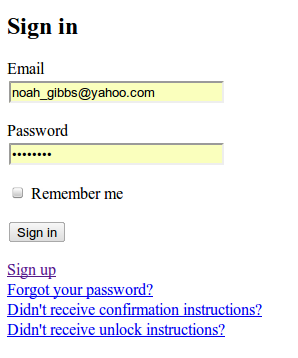 Sign in
Email
noah_gibbs@yahoo.com
Password
••••••••
Remember me
Sign in
Sign up
Forgot your password?
Didn't receive confirmation instructions?
Didn't receive unlock instructions?